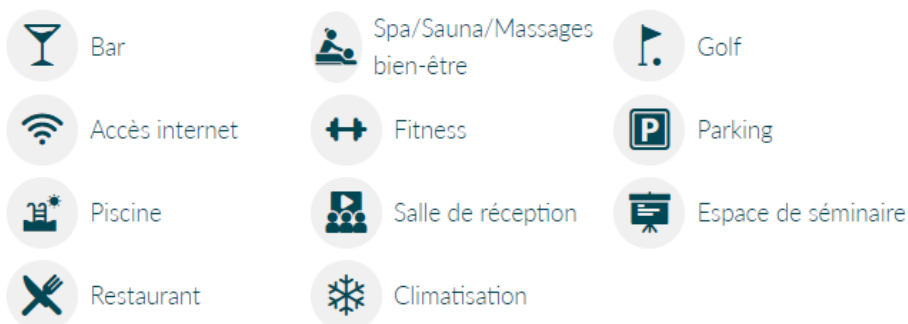 Bar
Spa/Sauna/Massages
bien-être
Golf
Accès internet
Fitness
P
Parking
Piscine
Salle de réception
Espace de séminaire
Restaurant
Climatisation